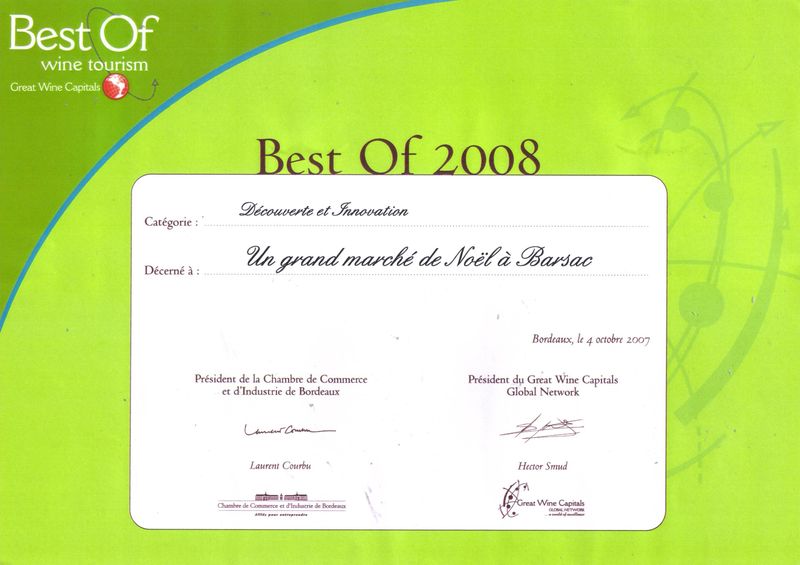 Best Of
wine tourism
Great Wine Capitals
Best Of 2008
Catégorie : Découverte et Innovation
Décerné à : Un grand marché de Noël à Barsac
Bordeaux, le 4 octobre 2007
Président de la Chambre de Commerce
et d'Industrie de Bordeaux
Président du Great Wine Capitals
Global Network
Laurent Courbu
Hector Smud
Chambre de Commerce et d'Industrie de Bordeaux
Alliés pour entreprendre
Great Wine Capitals
GLOBAL NETWORK
a world of excellence